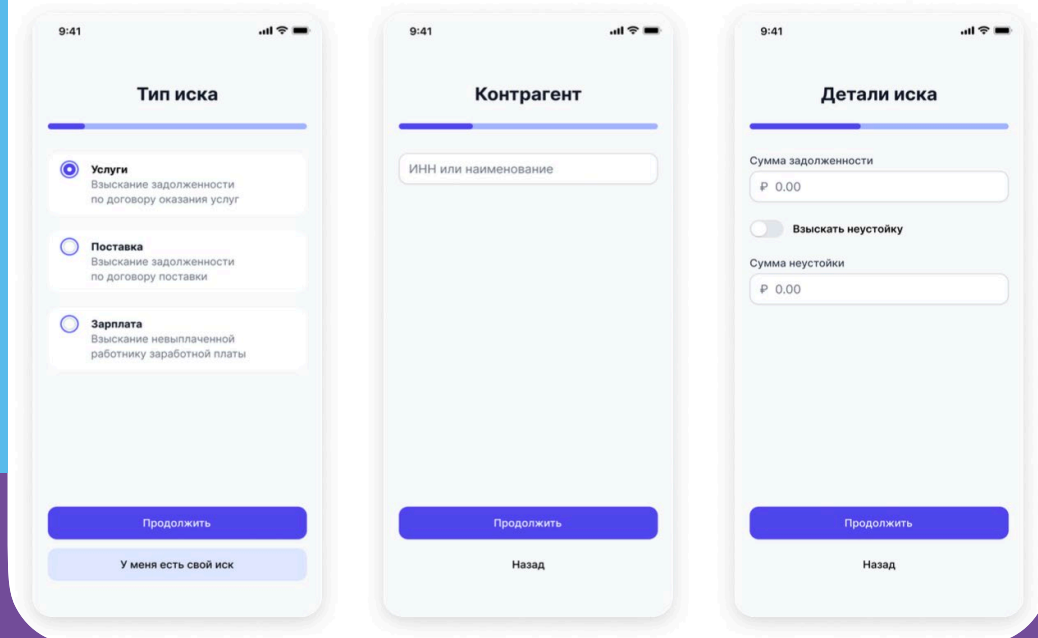 9:41
Тип иска
Услуги
Взыскание задолженности
по договору оказания услуг
Поставка
Взыскание задолженности
по договору поставки
Зарплата
Взыскание невыплаченной
работнику заработной платы
Продолжить
У меня есть свой иск
9:41
Контрагент
ИНН или наименование
Продолжить
Назад
9:41
Детали иска
Сумма задолженности
₽ 0.00
Взыскать неустойку
Сумма неустойки
₽ 0.00
Продолжить
Назад